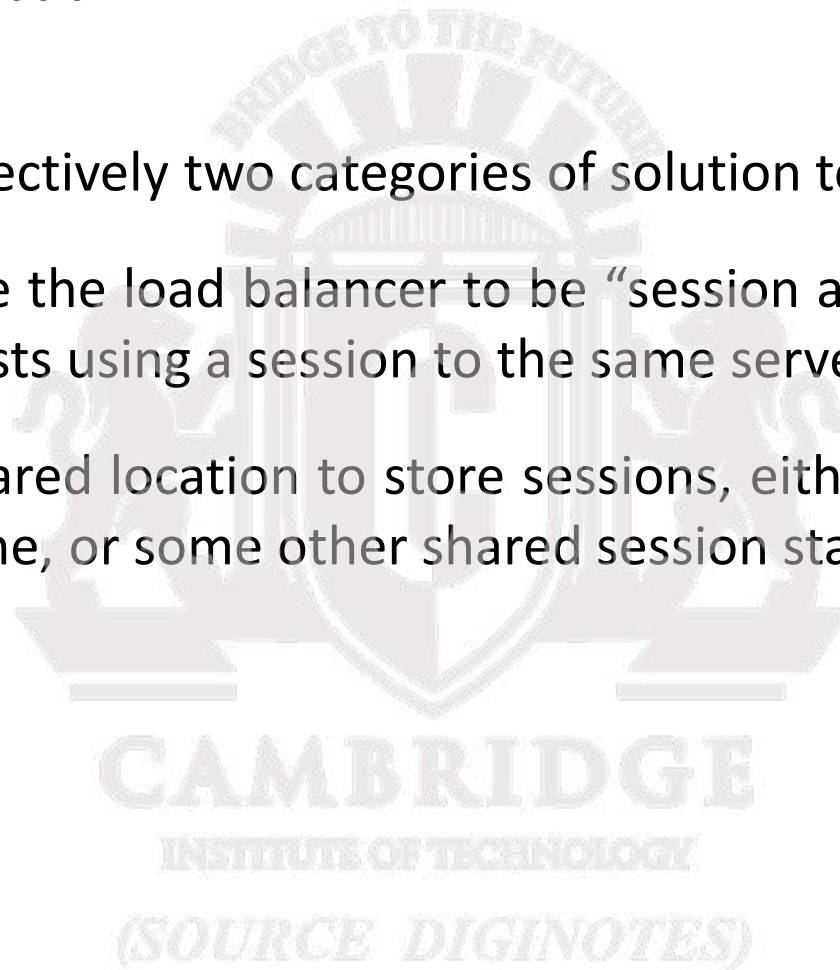 BRIDGE TO THE FUTURE
ectively two categories of solution to
e the load balancer to be “session a
sts using a session to the same serve
ared location to store sessions, eith
ne, or some other shared session sta
CAMBRIDGE
INSTITUTE OF TECHNOLOGY
(SOURCE DIGINOTES)